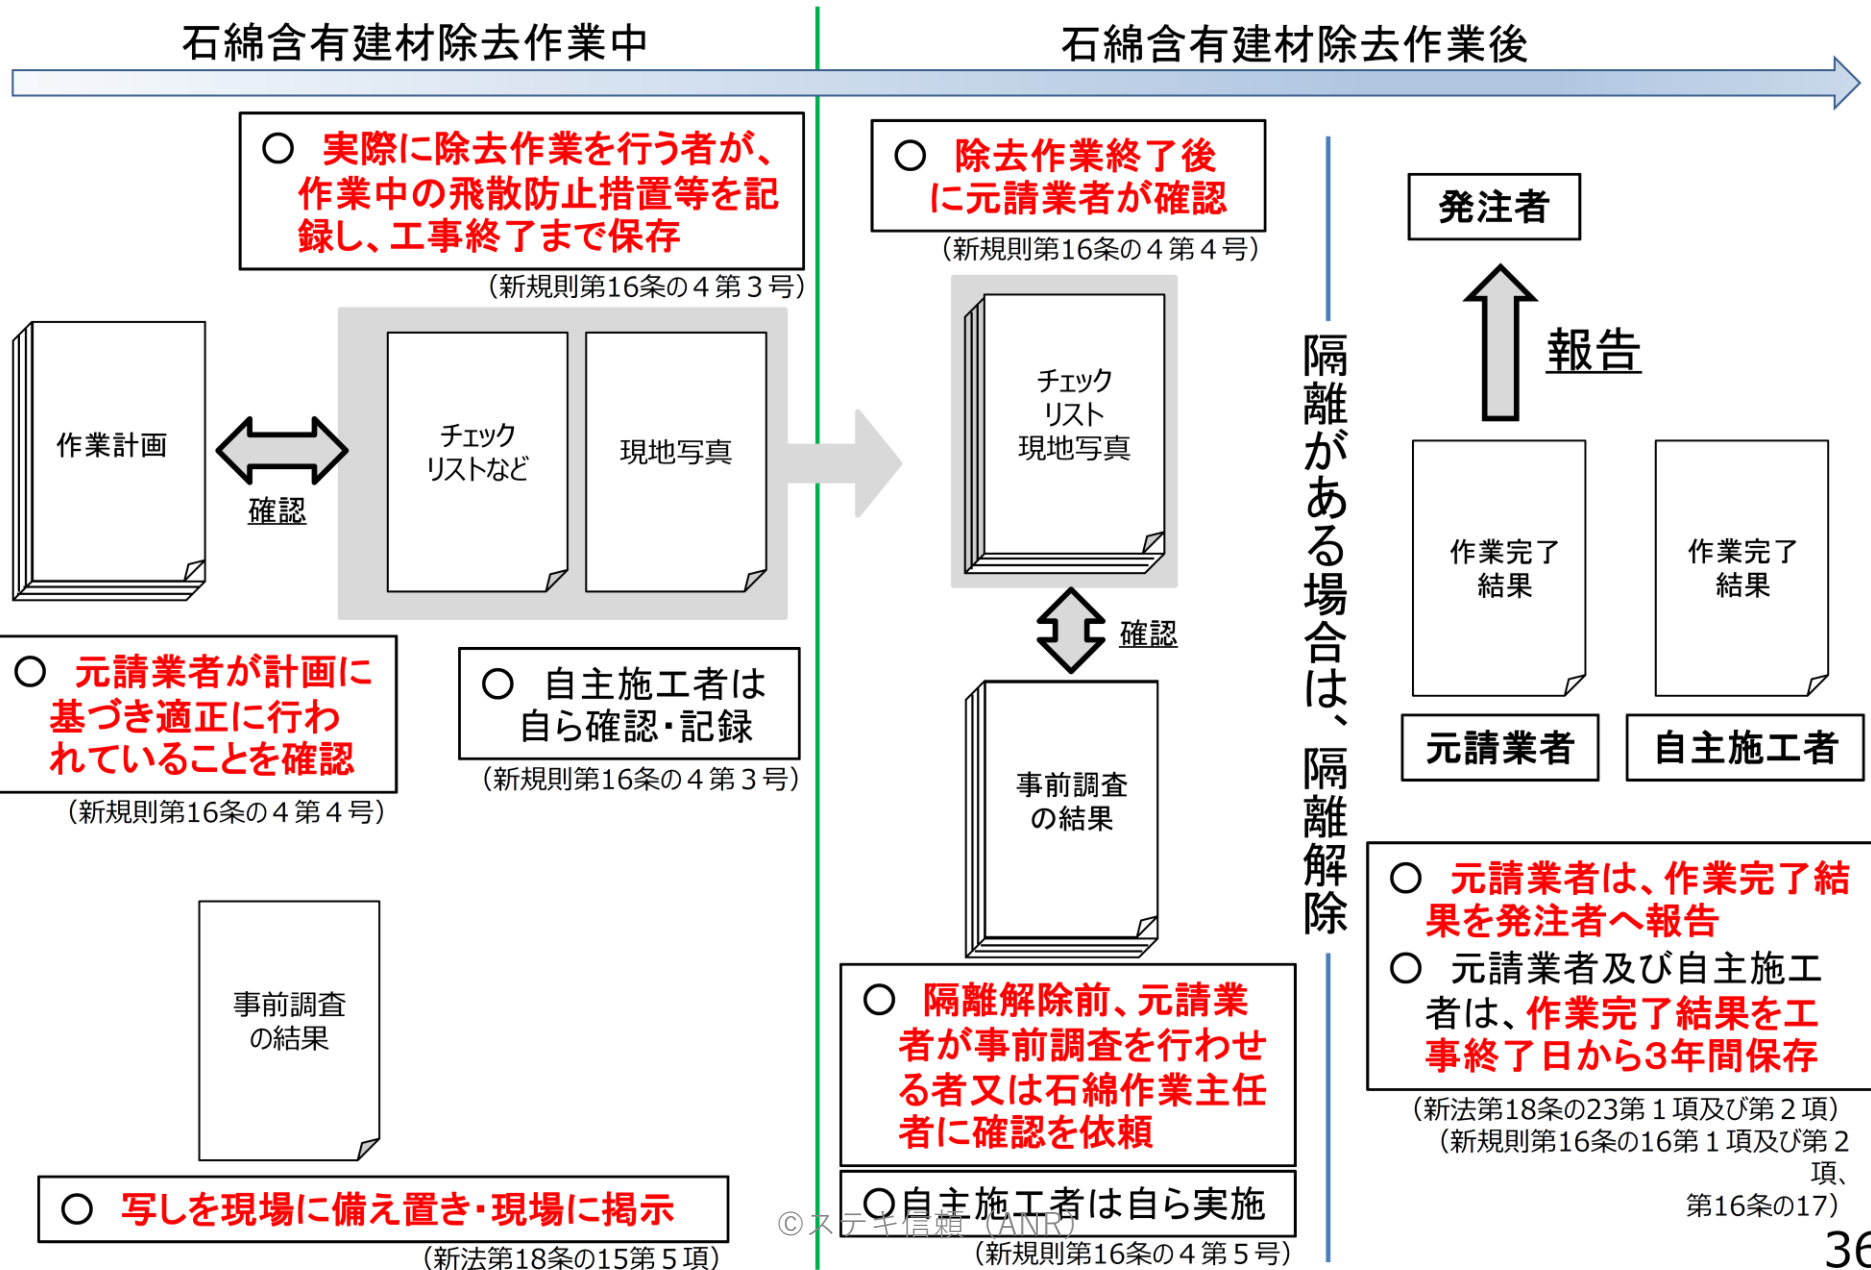 石綿含有建材除去作業中
石綿含有建材除去作業後
○ 実際に除去作業を行う者が、
作業中の飛散防止措置等を記
録し、工事終了まで保存
（新規則第16条の４第３号）
作業計画
確認
チェック
リストなど
現地写真
○ 元請業者が計画に
基づき適正に行わ
れていることを確認
（新規則第16条の４第４号）
○ 自主施工者は
自ら確認・記録
（新規則第16条の４第３号）
事前調査
の結果
○ 写しを現場に備え置き・現場に掲示
（新法第18条の15第５項）
○ 除去作業終了後
に元請業者が確認
（新規則第16条の４第４号）
チェック
リスト
現地写真
確認
事前調査
の結果
○ 隔離解除前、元請業
者が事前調査を行わせ
る者又は石綿作業主任
者に確認を依頼
○自主施工者は自ら実施
（新規則第16条の４第５号）
隔離がある場合は、隔離解除
発注者
報告
作業完了
結果
作業完了
結果
元請業者
自主施工者
○ 元請業者は、作業完了結
果を発注者へ報告
○ 元請業者及び自主施工
者は、作業完了結果を工
事終了日から3年間保存
（新法第18条の23第１項及び第２項）
（新規則第16条の16第１項及び第２
項、
第16条の17）
©ステキ信頼（ANR）
36